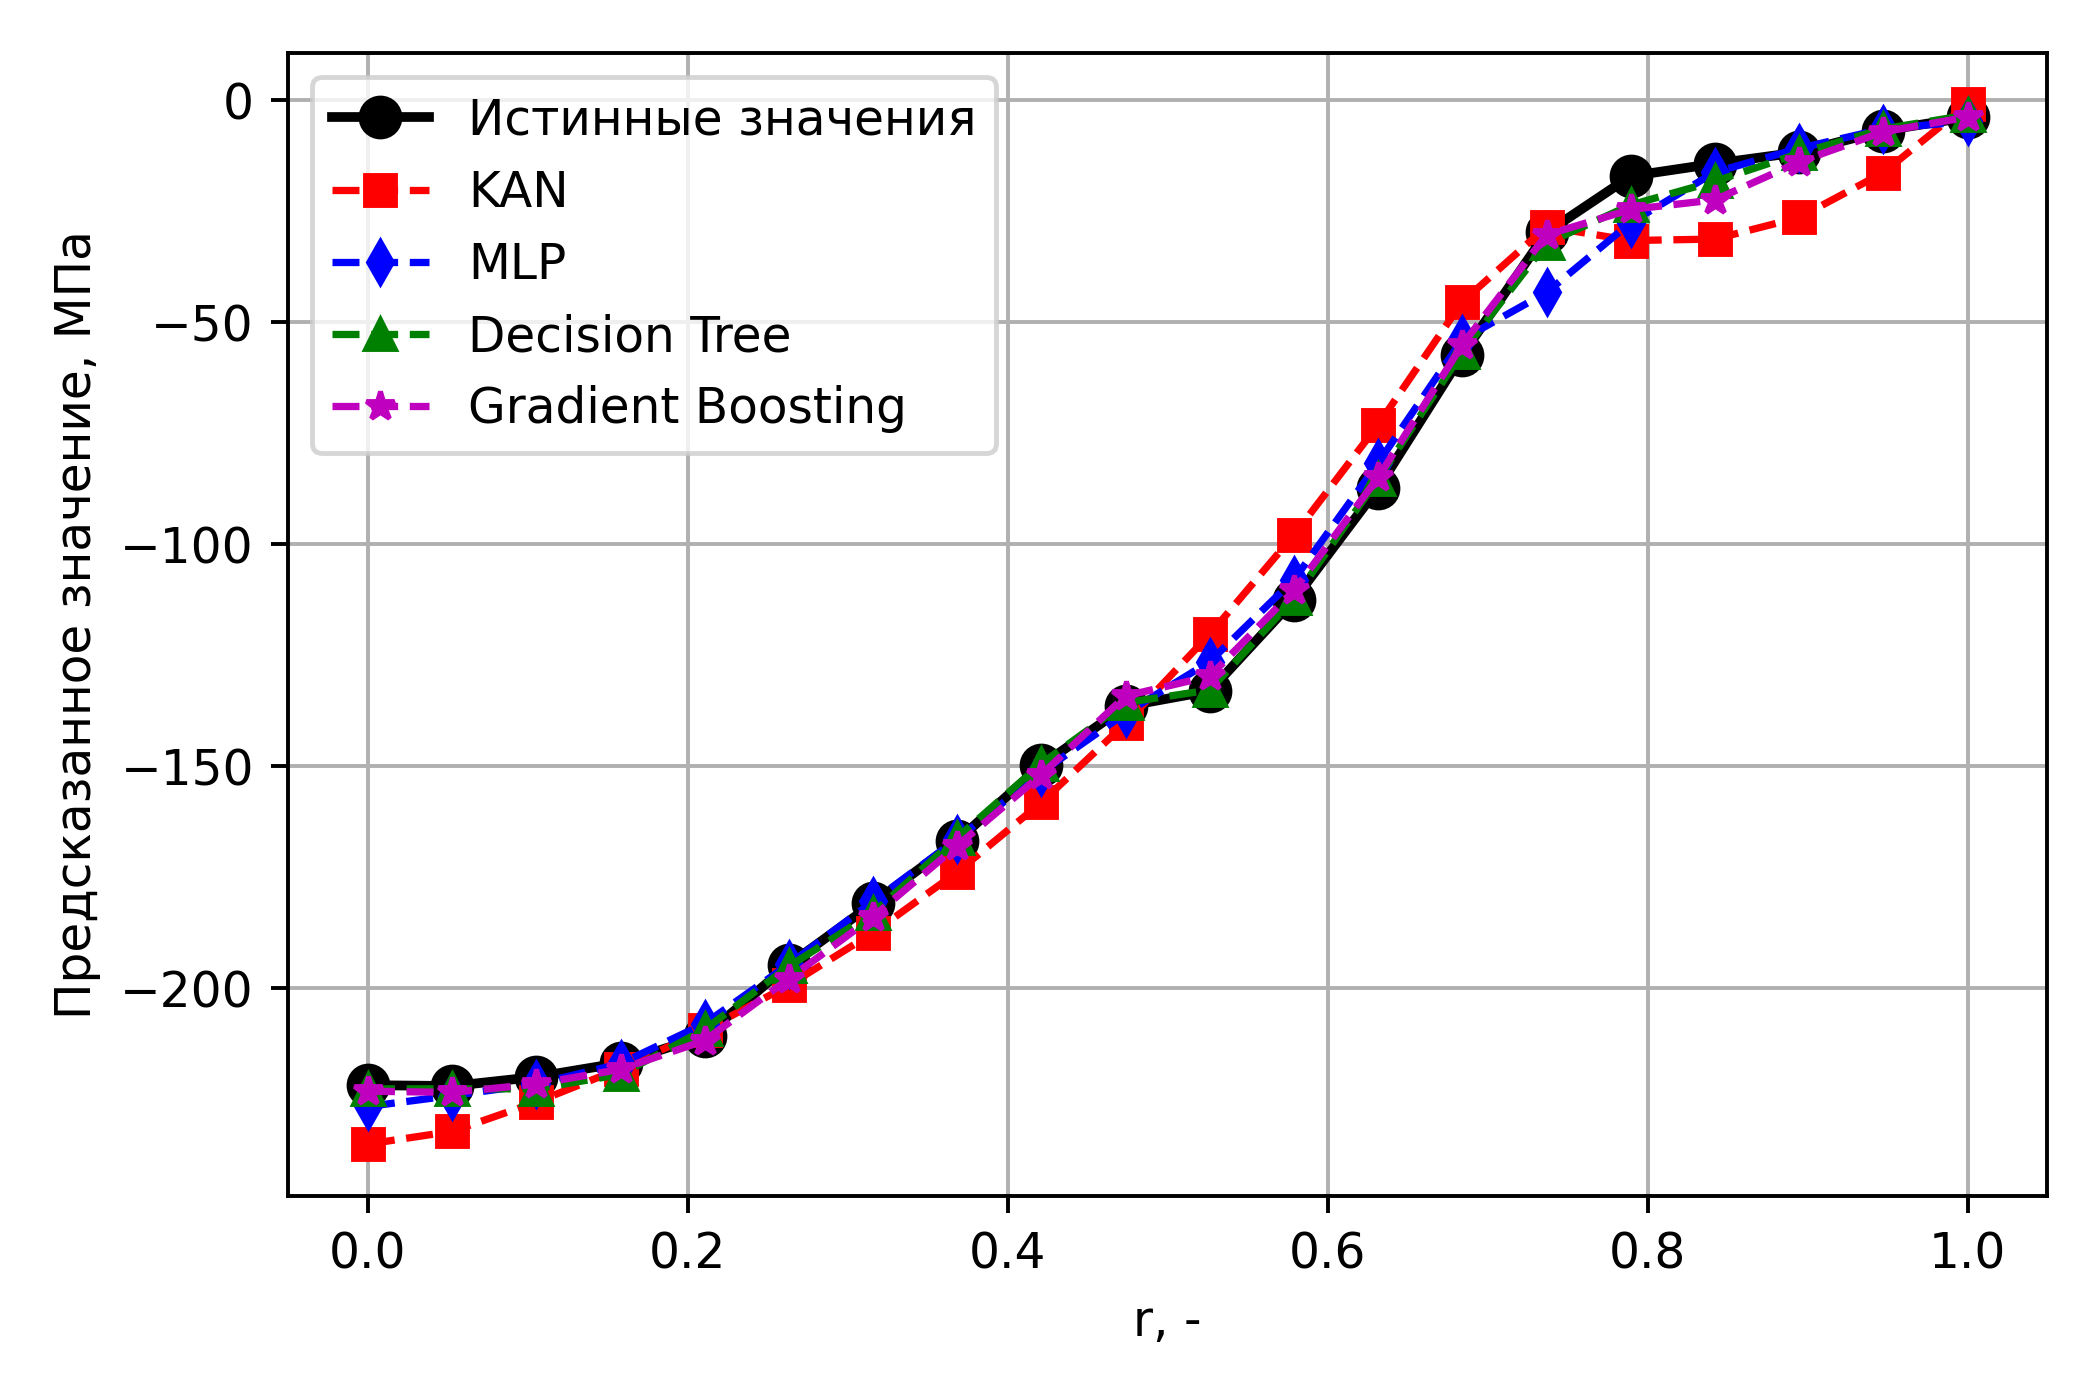 Истинные значения
KAN
MLP
Decision Tree
Gradient Boosting
Предсказанное значение, МПа
0
−50
−100
−150
−200
0.0 0.2 0.4 0.6 0.8 1.0
r, -